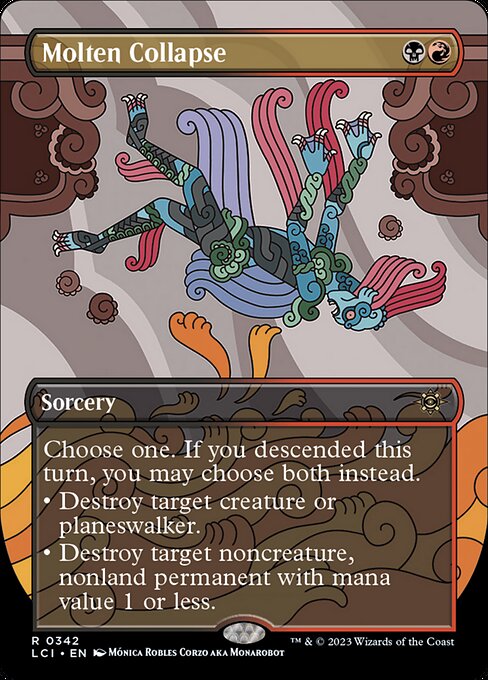 Molten Collapse
Sorcery
Choose one. If you descended this
turn, you may choose both instead.
• Destroy target creature or
planeswalker.
• Destroy target noncreature,
nonland permanent with mana
value 1 or less.
R 0342
LCI • EN Mónica Robles Corzo aka Monarobot
™ & © 2023 Wizards of the Coast